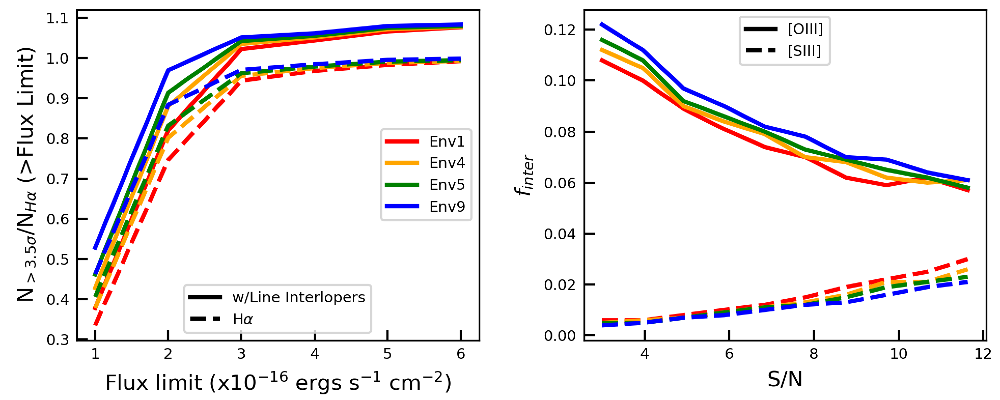 N>3.5σ/NHα (>Flux Limit)
1.1
1.0
0.9
0.8
0.7
0.6
0.5
0.4
0.3
Env1
Env4
Env5
Env9
w/Line Interlopers
Hα
1 2 3 4 5 6
Flux limit (x10⁻¹⁶ ergs s⁻¹ cm⁻²)
finter
0.12
0.10
0.08
0.06
0.04
0.02
0.00
[OIII]
[SIII]
4 6 8 10 12
S/N